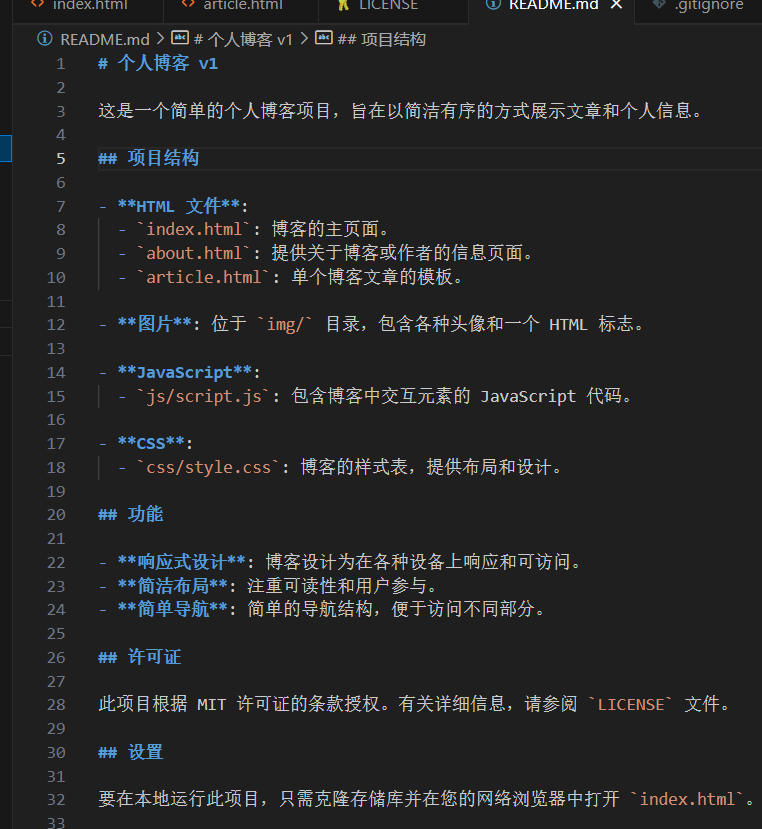 index.html article.html LICENSE README.md .gitignore
README.md > # 个人博客 v1 > ## 项目结构
1 # 个人博客 v1
2
3 这是一个简单的个人博客项目，旨在以简洁有序的方式展示文章和个人信息。
4
5 ## 项目结构
6
7 - **HTML 文件**:
8 - `index.html`: 博客的主页面。
9 - `about.html`: 提供关于博客或作者的信息页面。
10 - `article.html`: 单个博客文章的模板。
11
12 - **图片**: 位于 `img/` 目录，包含各种头像和一个 HTML 标志。
13
14 - **JavaScript**:
15 - `js/script.js`: 包含博客中交互元素的 JavaScript 代码。
16
17 - **CSS**:
18 - `css/style.css`: 博客的样式表，提供布局和设计。
19
20 ## 功能
21
22 - **响应式设计**: 博客设计为在各种设备上响应和可访问。
23 - **简洁布局**: 注重可读性和用户参与。
24 - **简单导航**: 简单的导航结构，便于访问不同部分。
25
26 ## 许可证
27
28 此项目根据 MIT 许可证的条款授权。有关详细信息，请参阅 `LICENSE` 文件。
29
30 ## 设置
31
32 要在本地运行此项目，只需克隆存储库并在您的网络浏览器中打开 `index.html`。
33